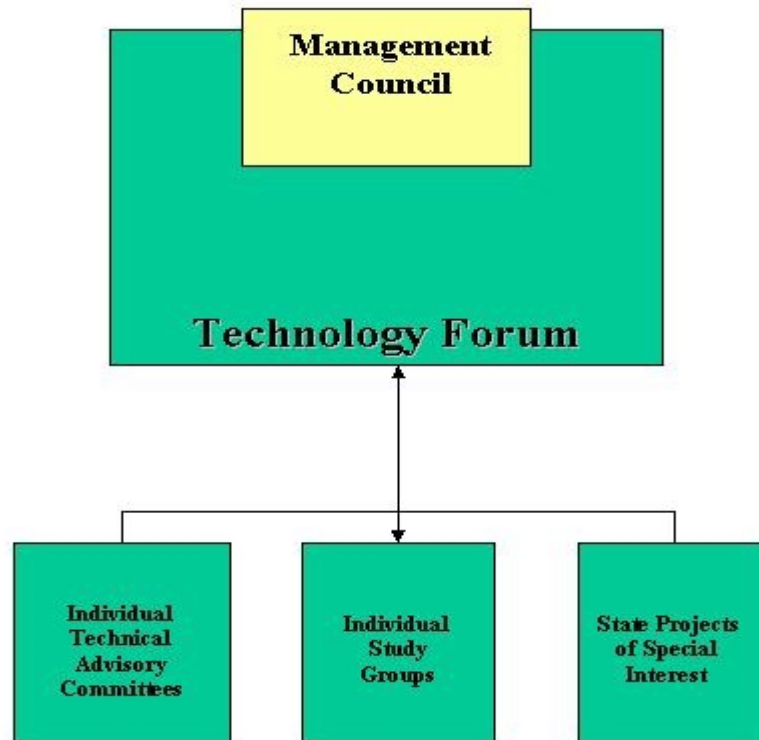 Management
Council
Technology Forum
Individual
Technical
Advisory
Committees
Individual
Study
Groups
State Projects
of Special
Interest